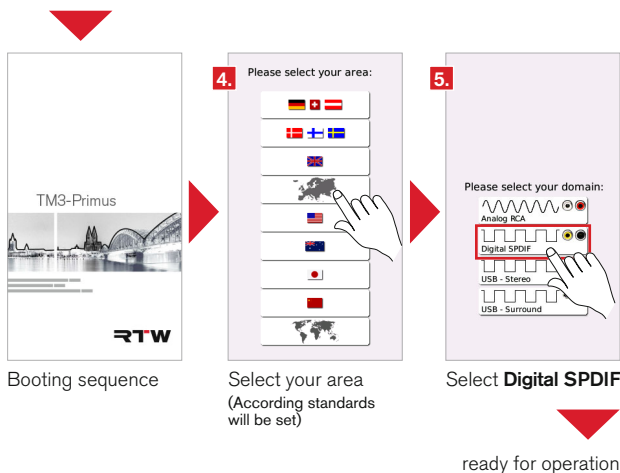 TM3-Primus
RTW
Booting sequence
4.
Please select your area:
Select your area
(According standards
will be set)
5.
Please select your domain:
Analog RCA
Digital SPDIF
USB - Stereo
USB - Surround
Select Digital SPDIF
ready for operation